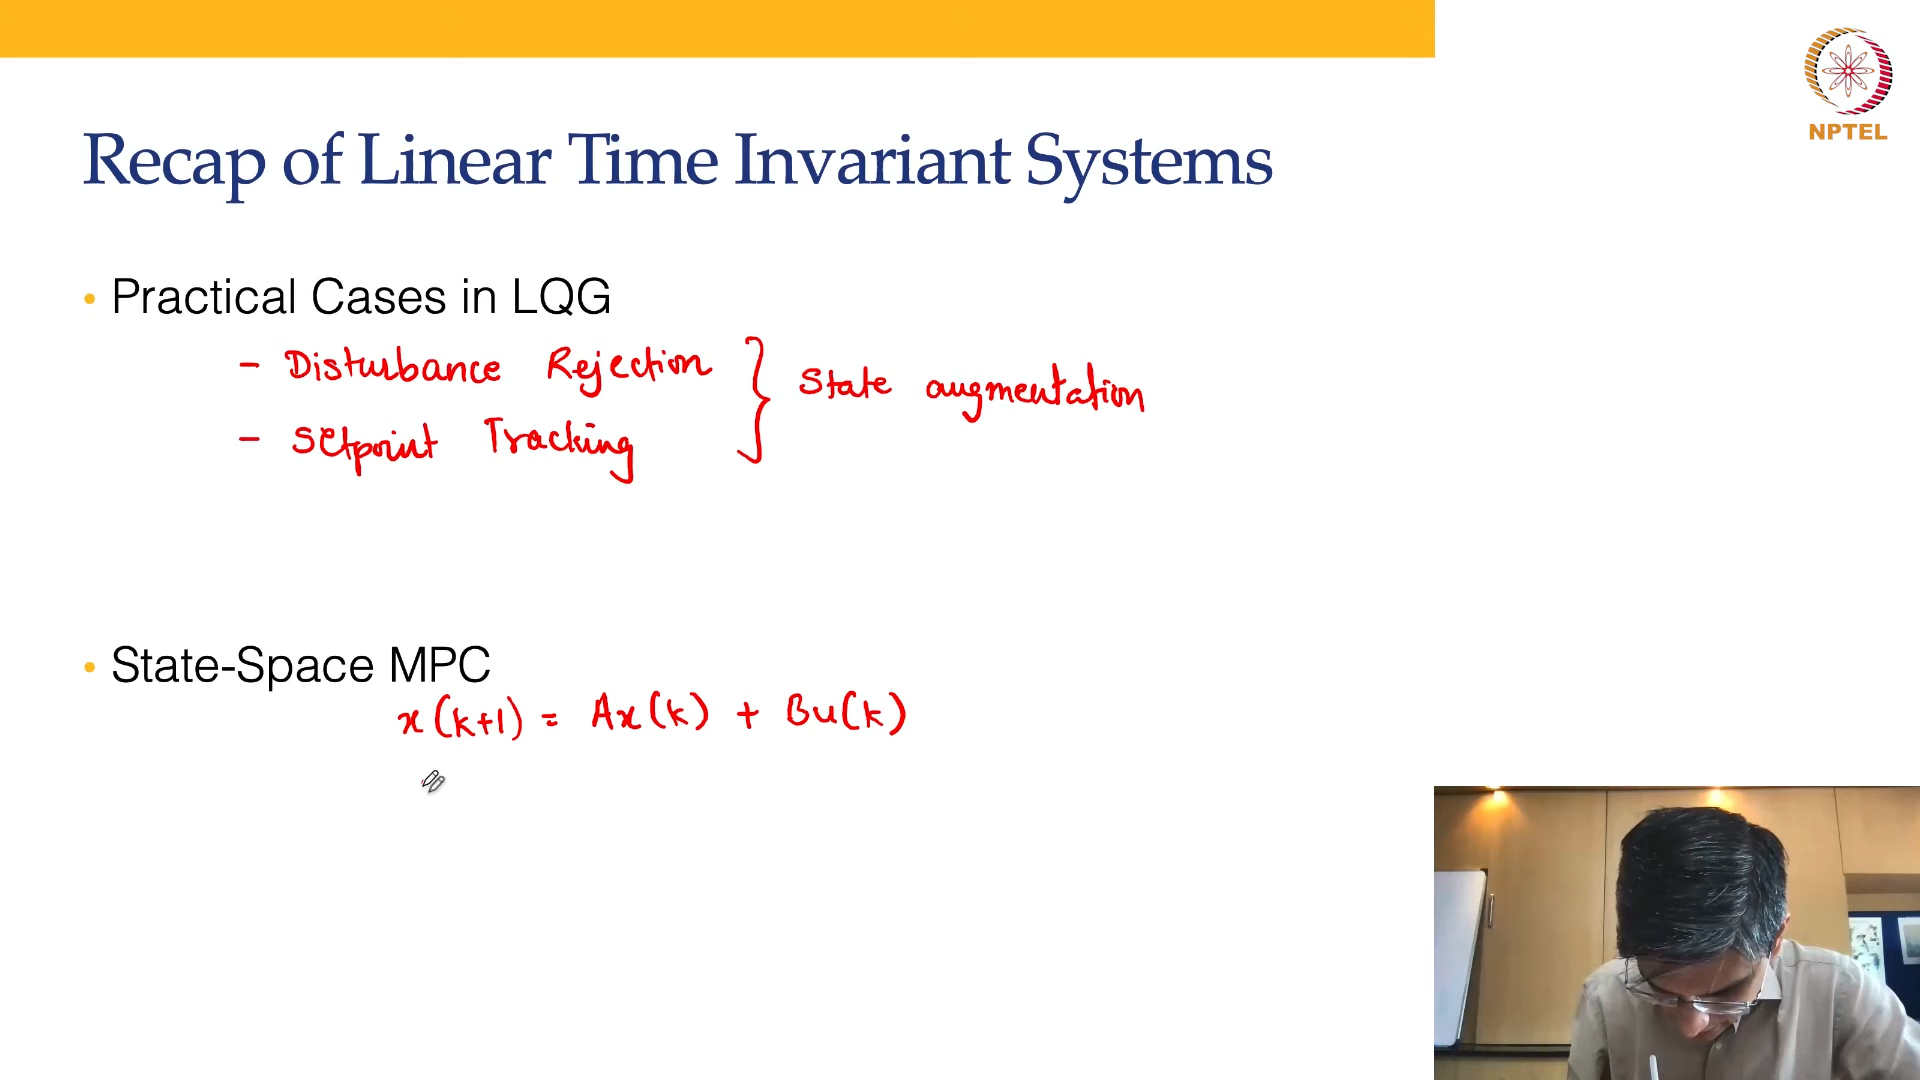 NPTEL
Recap of Linear Time Invariant Systems
• Practical Cases in LQG
- Disturbance Rejection
- Setpoint Tracking
} State augmentation
• State-Space MPC
x(k+1) = Ax(k) + Bu(k)